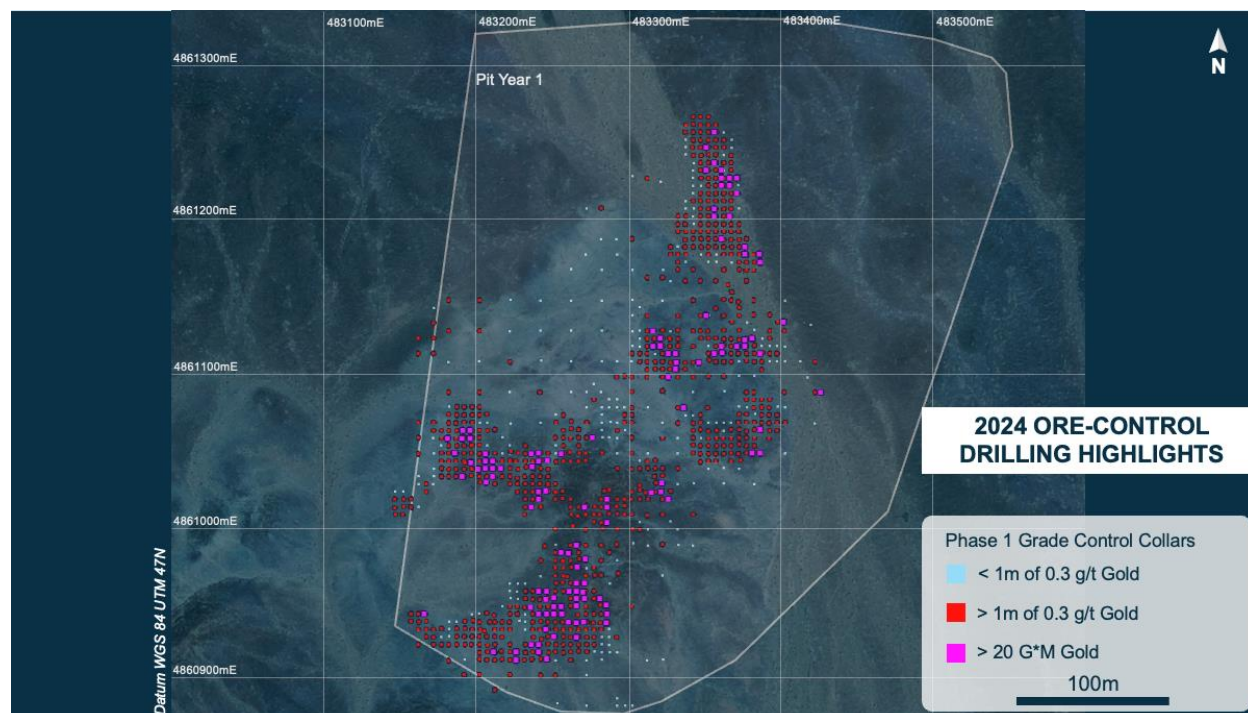 483100mE
483200mE
483300mE
483400mE
483500mE
4861300mE
Pit Year 1
N
4861200mE
4861100mE
4861000mE
4860900mE
Datum WGS 84 UTM 47N
2024 ORE-CONTROL
DRILLING HIGHLIGHTS
Phase 1 Grade Control Collars
< 1m of 0.3 g/t Gold
> 1m of 0.3 g/t Gold
> 20 G*M Gold
100m